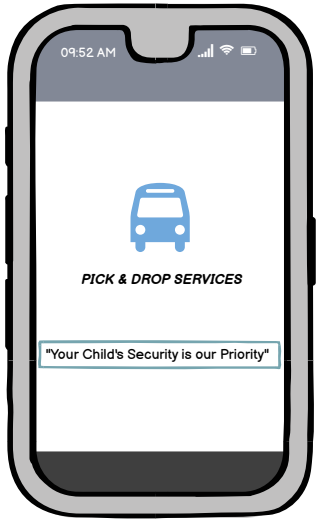 09:52 AM
PICK & DROP SERVICES
"Your Child's Security is our Priority"